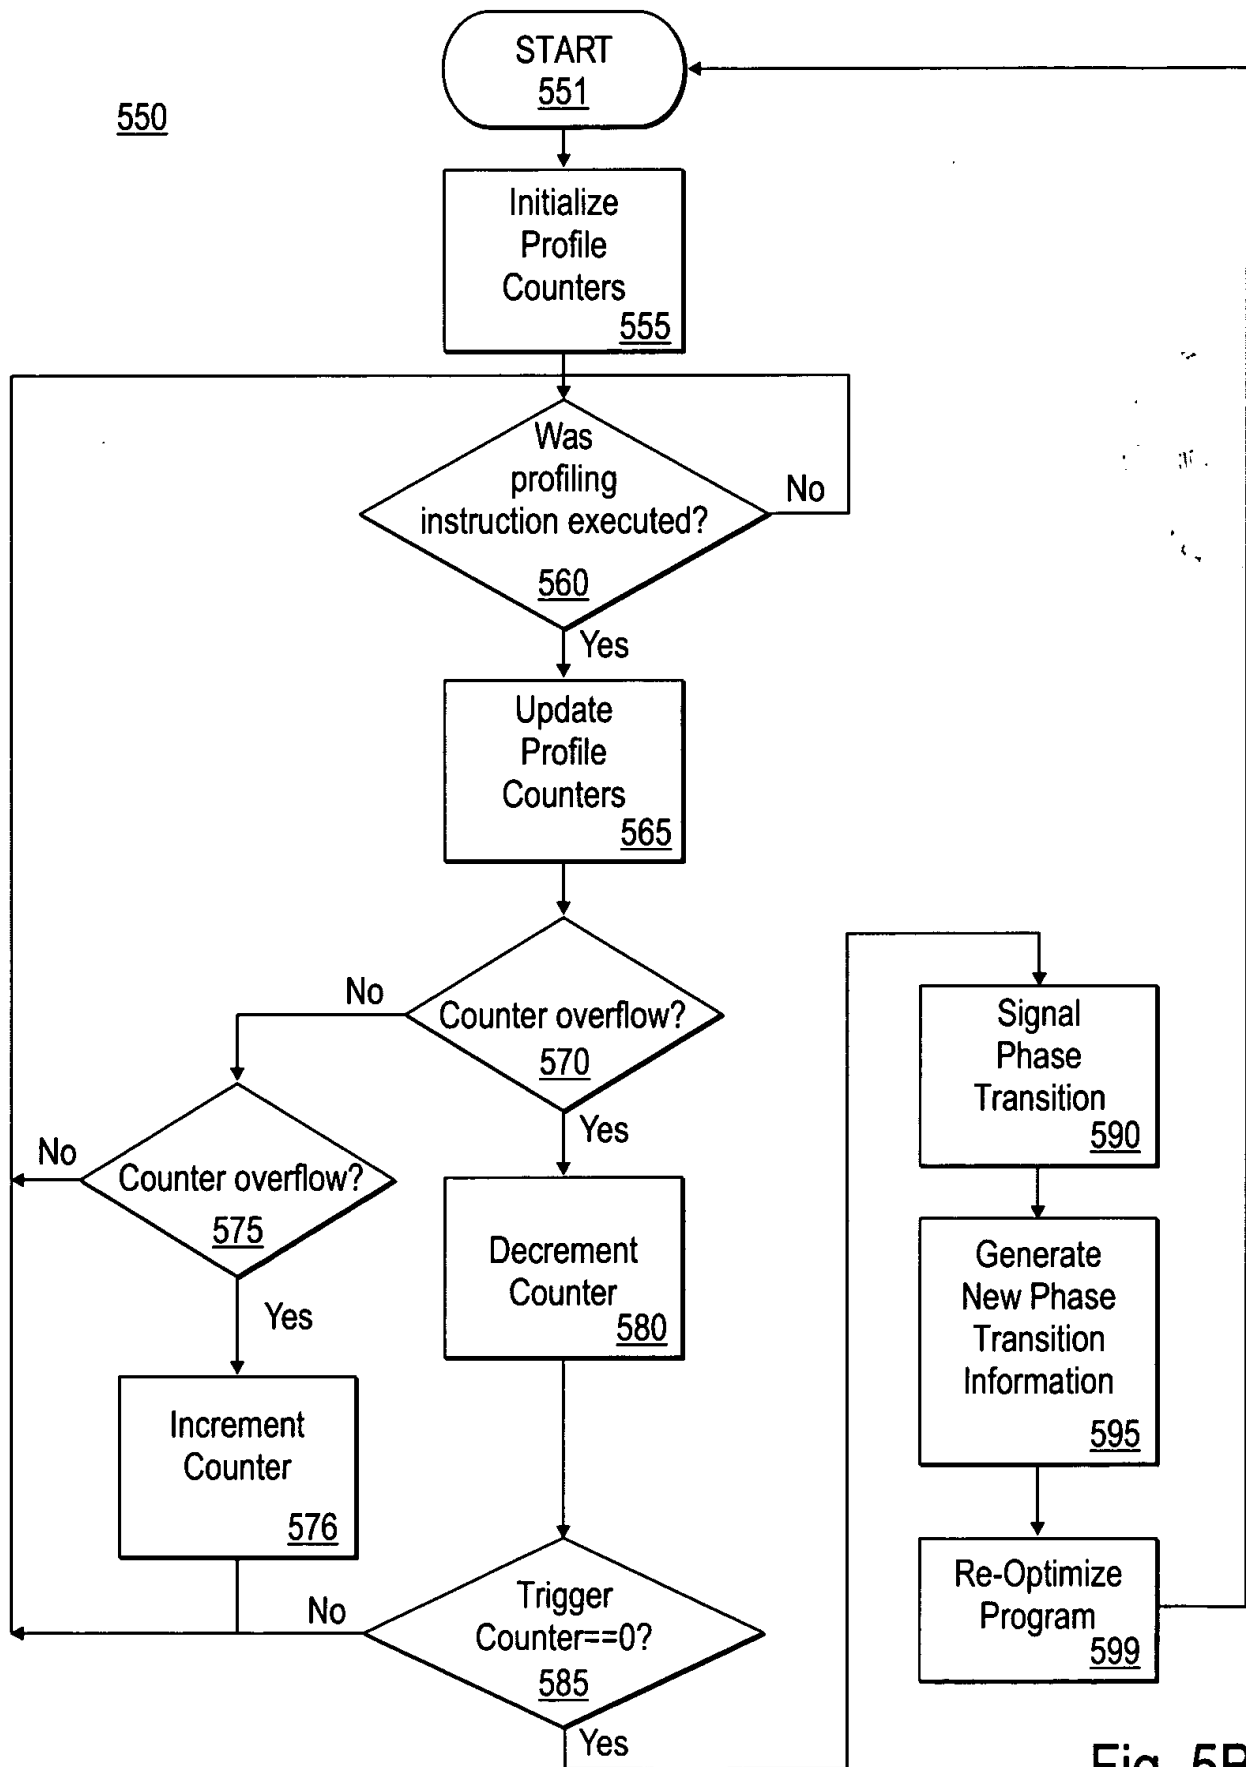 START
551
550
Initialize
Profile
Counters
555
Was
profiling
instruction executed?
560
No
Yes
Update
Profile
Counters
565
No
Counter overflow?
570
Yes
No
Counter overflow?
575
Yes
Decrement
Counter
580
Increment
Counter
576
No
Trigger
Counter==0?
585
Yes
Signal
Phase
Transition
590
Generate
New Phase
Transition
Information
595
Re-Optimize
Program
599
Fig. 5B